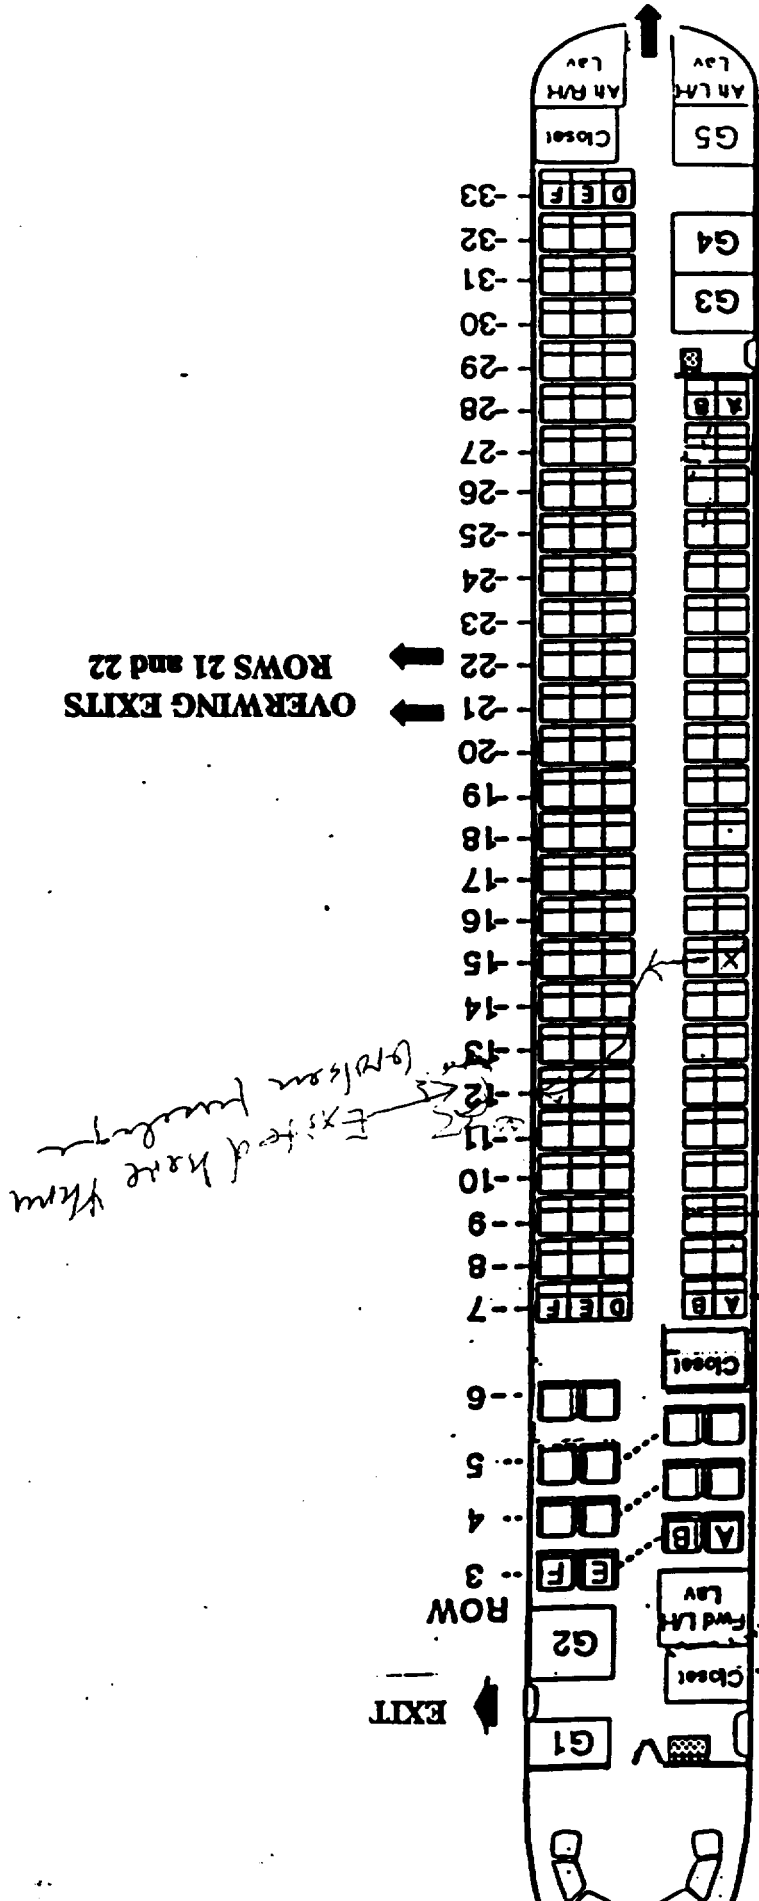 G1
EXIT
Closet
G2
Fwd L/H
Lav
ROW
A B E F 3
4
5
6
Closet
A B D E F 7
8
9
10
11
12
Exited here thru
broken fuselage
13
14
X 15
16
17
18
19
20
21
OVERWING EXITS
ROWS 21 and 22
22
23
24
25
26
27
A B 28
29
G3 30
31
G4 32
D E F 33
G5 Closet
Aft L/H
Lav
Aft R/H
Lav